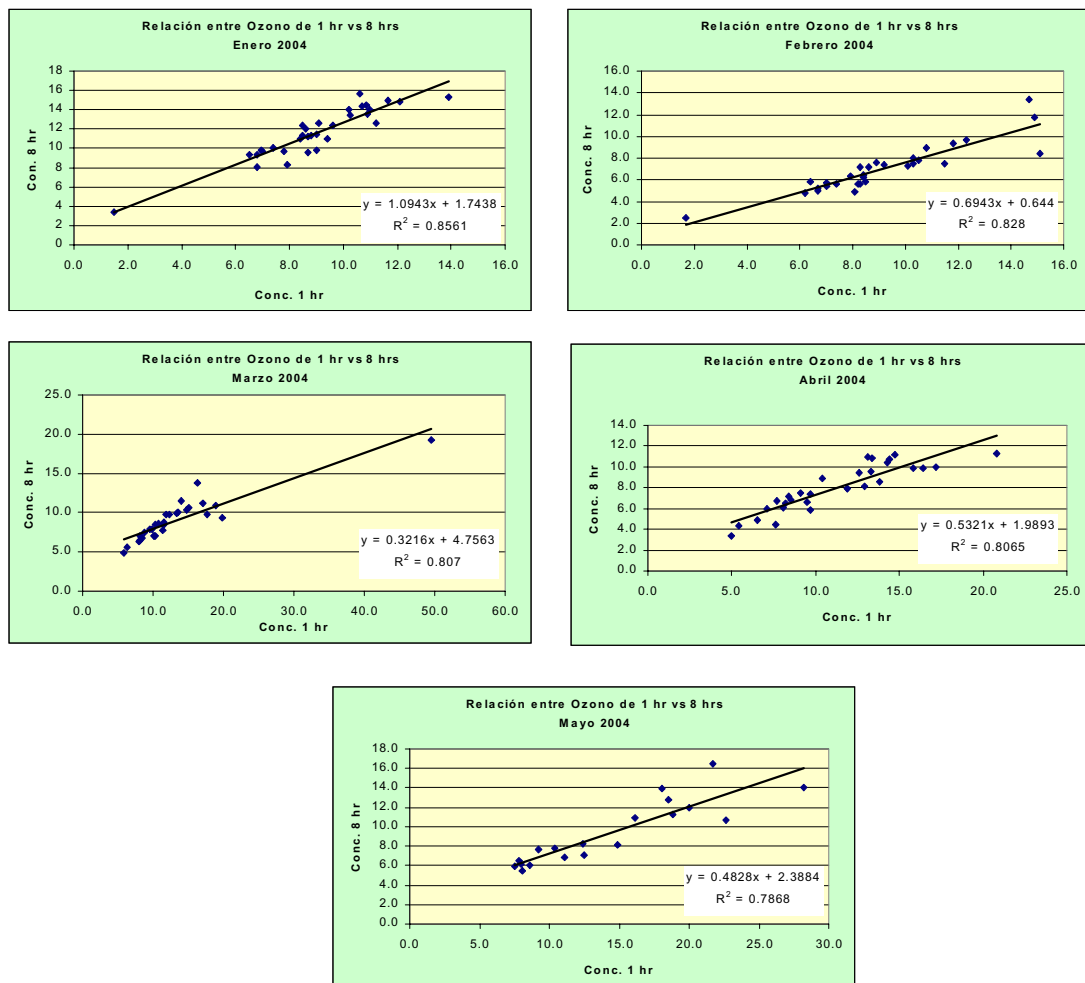 Relación entre Ozono de 1 hr vs 8 hrs
Enero 2004
18
16
14
12
10
8
6
4
2
0
Con. 8 hr
y = 1.0943x + 1.7438
R² = 0.8561
0.0 2.0 4.0 6.0 8.0 10.0 12.0 14.0 16.0
Conc. 1 hr
Relación entre Ozono de 1 hr vs 8 hrs
Febrero 2004
16.0
14.0
12.0
10.0
8.0
6.0
4.0
2.0
0.0
Conc. 8 hr
y = 0.6943x + 0.644
R² = 0.828
0.0 2.0 4.0 6.0 8.0 10.0 12.0 14.0 16.0
Conc. 1 hr
Relación entre Ozono de 1 hr vs 8 hrs
Marzo 2004
25.0
20.0
15.0
10.0
5.0
0.0
Conc. 8 hr
y = 0.3216x + 4.7563
R² = 0.807
0.0 10.0 20.0 30.0 40.0 50.0 60.0
Conc. 1 hr
Relación entre Ozono de 1 hr vs 8 hrs
Abril 2004
14.0
12.0
10.0
8.0
6.0
4.0
2.0
0.0
Conc. 8 hr
y = 0.5321x + 1.9893
R² = 0.8065
0.0 5.0 10.0 15.0 20.0 25.0
Conc. 1 hr
Relación entre Ozono de 1 hr vs 8 hrs
Mayo 2004
18.0
16.0
14.0
12.0
10.0
8.0
6.0
4.0
2.0
0.0
Conc. 8 hr
y = 0.4828x + 2.3884
R² = 0.7868
0.0 5.0 10.0 15.0 20.0 25.0 30.0
Conc. 1 hr